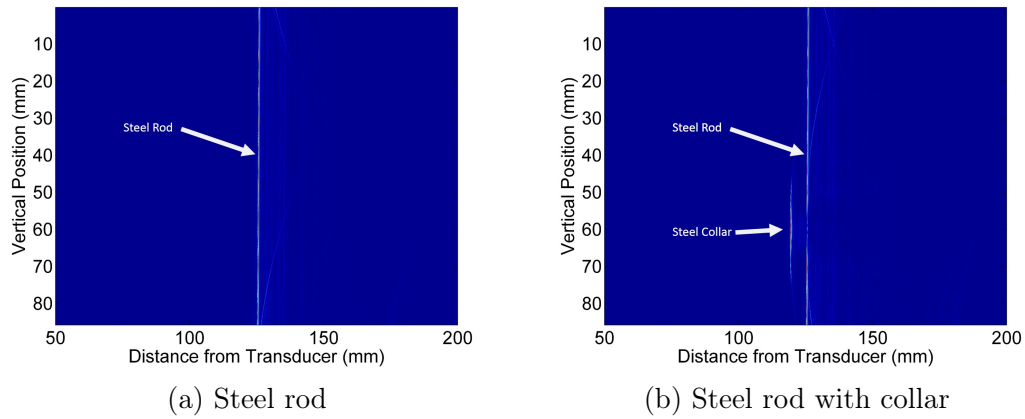 Vertical Position (mm)
10
20
30
40
50
60
70
80
Steel Rod
50
100
150
200
Distance from Transducer (mm)
(a) Steel rod
Vertical Position (mm)
10
20
30
40
50
60
70
80
Steel Rod
Steel Collar
50
100
150
200
Distance from Transducer (mm)
(b) Steel rod with collar